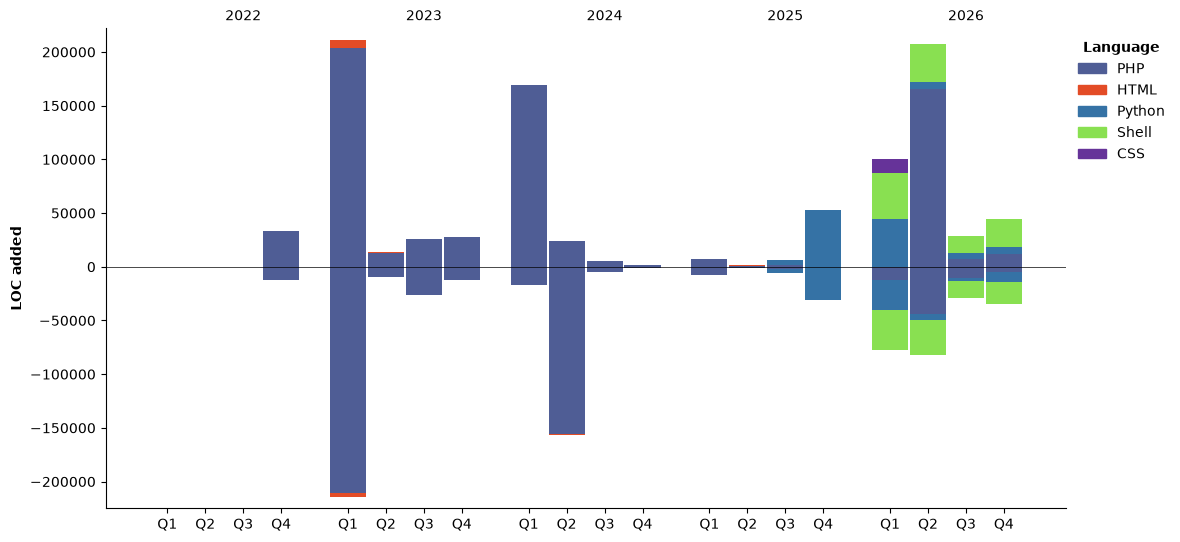 2022 2023 2024 2025 2026
Language
PHP
HTML
Python
Shell
CSS
LOC added
200000
150000
100000
50000
0
−50000
−100000
−150000
−200000
Q1 Q2 Q3 Q4 Q1 Q2 Q3 Q4 Q1 Q2 Q3 Q4 Q1 Q2 Q3 Q4 Q1 Q2 Q3 Q4